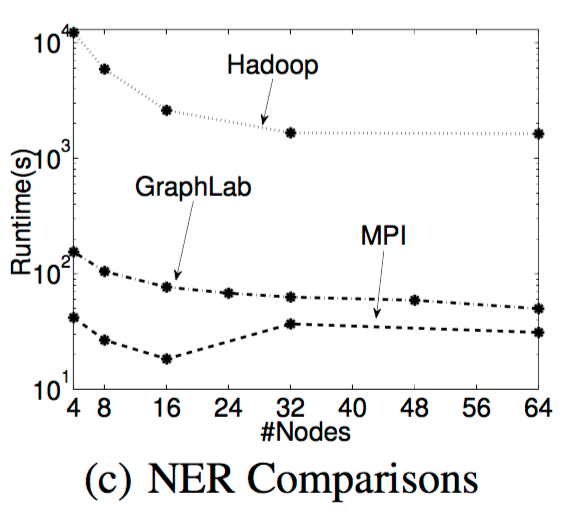 10^4
Hadoop
10^3
GraphLab
Runtime(s)
MPI
10^2
10^1
4 8 16 24 32 40 48 56 64
#Nodes
(c) NER Comparisons